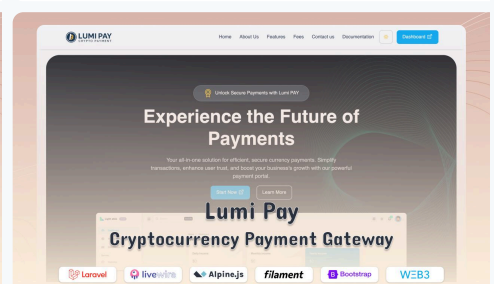 LUMI PAY
CRYPTO PAYMENT
Home About Us Features Fees Contact us Documentation Dashboard
Unlock Secure Payments with Lumi PAY
Experience the Future of
Payments
Your all-in-one solution for efficient, secure currency payments. Simplify
transactions, enhance user trust, and boost your business's growth with our powerful
payment portal.
Start Now Learn More
Lumi Pay
Cryptocurrency Payment Gateway
Laravel livewire Alpine.js filament Bootstrap WEB3